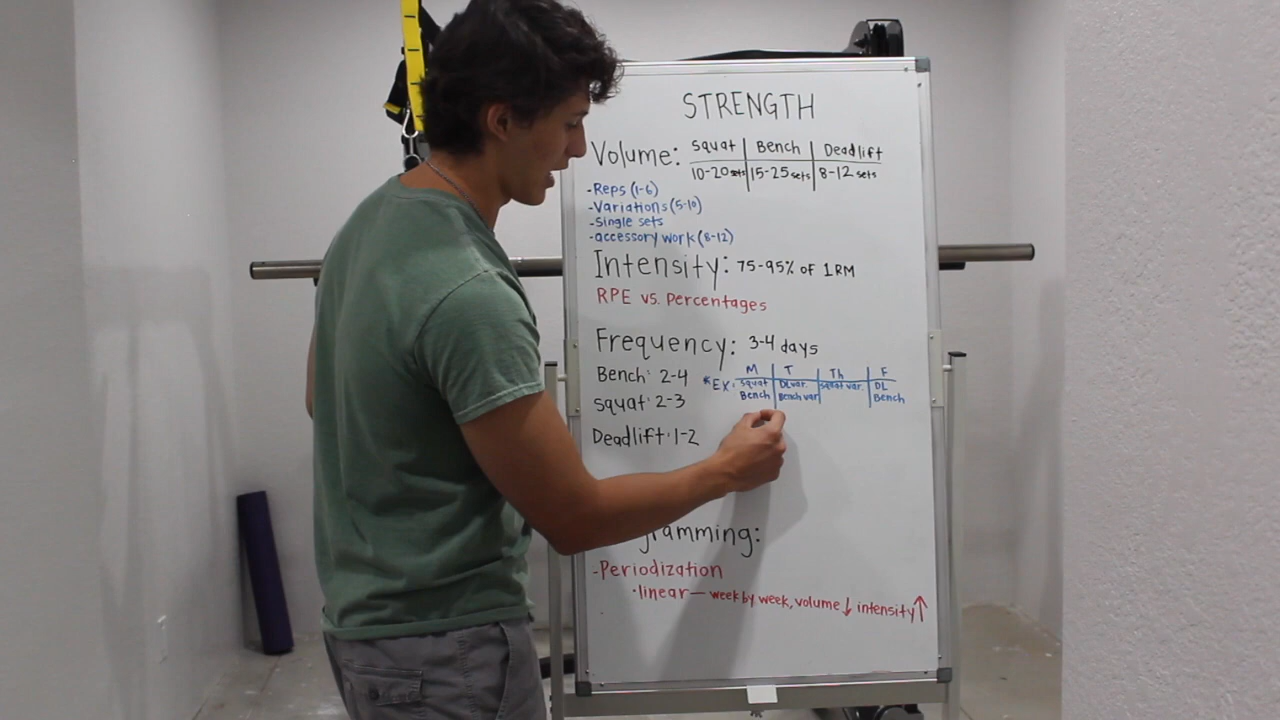 STRENGTH
Volume: Squat Bench Deadlift
10-20 sets 15-25 sets 8-12 sets
-Reps (1-6)
-Variations (5-10)
-Single sets
-accessory work (8-12)
Intensity: 75-95% of 1RM
RPE vs. Percentages
Frequency: 3-4 days
M T Th F
Bench: 2-4 *EX: Squat DL var. Squat var. DL
Bench Bench var Bench
Squat: 2-3
Deadlift: 1-2
gramming:
-Periodization
•linear — week by week, volume ↓ intensity ↑